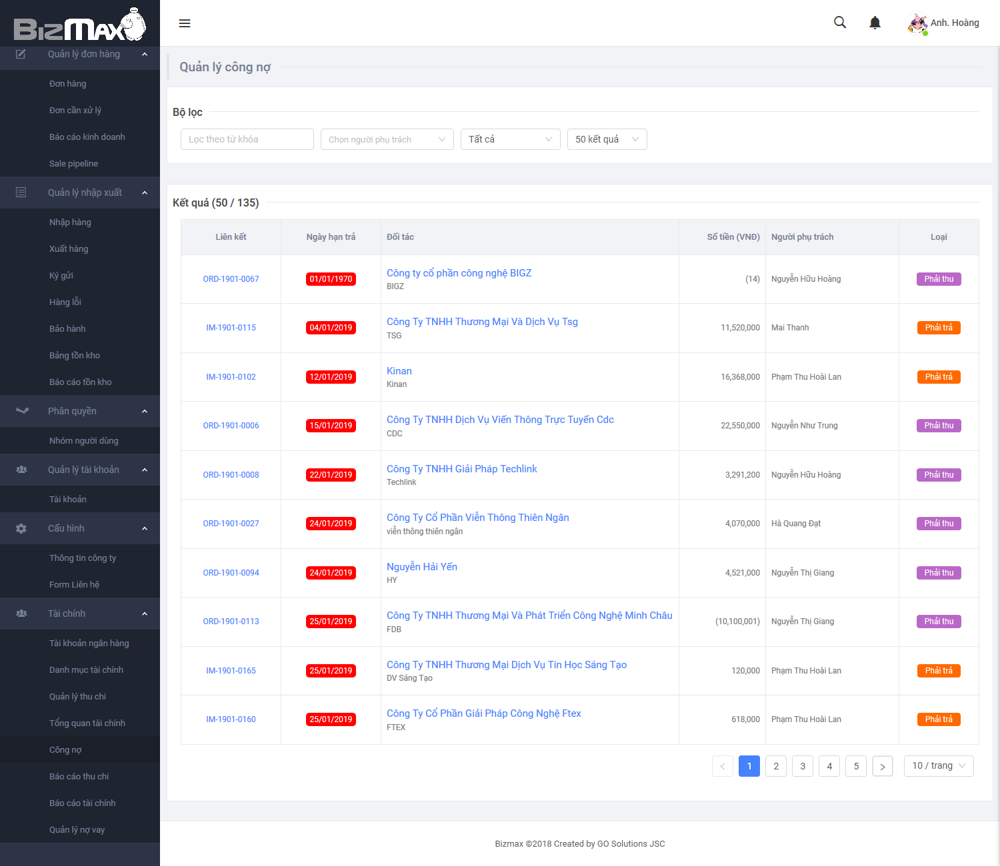 BizMax
Quản lý đơn hàng
Đơn hàng
Đơn cần xử lý
Báo cáo kinh doanh
Sale pipeline
Quản lý nhập xuất
Nhập hàng
Xuất hàng
Ký gửi
Hàng lỗi
Bảo hành
Bảng tồn kho
Báo cáo tồn kho
Phân quyền
Nhóm người dùng
Quản lý tài khoản
Tài khoản
Cấu hình
Thông tin công ty
Form Liên hệ
Tài chính
Tài khoản ngân hàng
Danh mục tài chính
Quản lý thu chi
Tổng quan tài chính
Công nợ
Báo cáo thu chi
Báo cáo tài chính
Quản lý nợ vay
Anh. Hoàng
Quản lý công nợ
Bộ lọc
Lọc theo từ khóa Chọn người phụ trách Tất cả 50 kết quả
Kết quả (50 / 135)
Liên kết Ngày hạn trả Đối tác Số tiền (VNĐ) Người phụ trách Loại
ORD-1901-0067 01/01/1970 Công ty cổ phần công nghệ BIGZ (14) Nguyễn Hữu Hoàng Phải thu
BIGZ
IM-1901-0115 04/01/2019 Công Ty TNHH Thương Mại Và Dịch Vụ Tsg 11,520,000 Mai Thanh Phải trả
TSG
IM-1901-0102 12/01/2019 Kinan 16,368,000 Phạm Thu Hoài Lan Phải trả
Kinan
ORD-1901-0006 15/01/2019 Công Ty TNHH Dịch Vụ Viến Thông Trực Tuyến Cdc 22,550,000 Nguyễn Như Trung Phải thu
CDC
ORD-1901-0008 22/01/2019 Công Ty TNHH Giải Pháp Techlink 3,291,200 Nguyễn Hữu Hoàng Phải thu
Techlink
ORD-1901-0027 24/01/2019 Công Ty Cổ Phần Viễn Thông Thiên Ngân 4,070,000 Hà Quang Đạt Phải thu
viễn thông thiên ngân
ORD-1901-0094 24/01/2019 Nguyễn Hải Yến 4,521,000 Nguyễn Thị Giang Phải thu
HY
ORD-1901-0113 25/01/2019 Công Ty TNHH Thương Mại Và Phát Triển Công Nghệ Minh Châu (10,100,001) Nguyễn Thị Giang Phải thu
FDB
IM-1901-0165 25/01/2019 Công Ty TNHH Thương Mại Dịch Vụ Tin Học Sáng Tạo 120,000 Phạm Thu Hoài Lan Phải trả
DV Sáng Tạo
IM-1901-0160 25/01/2019 Công Ty Cổ Phần Giải Pháp Công Nghệ Ftex 618,000 Phạm Thu Hoài Lan Phải trả
FTEX
1 2 3 4 5 10 / trang
Bizmax ©2018 Created by GO Solutions JSC